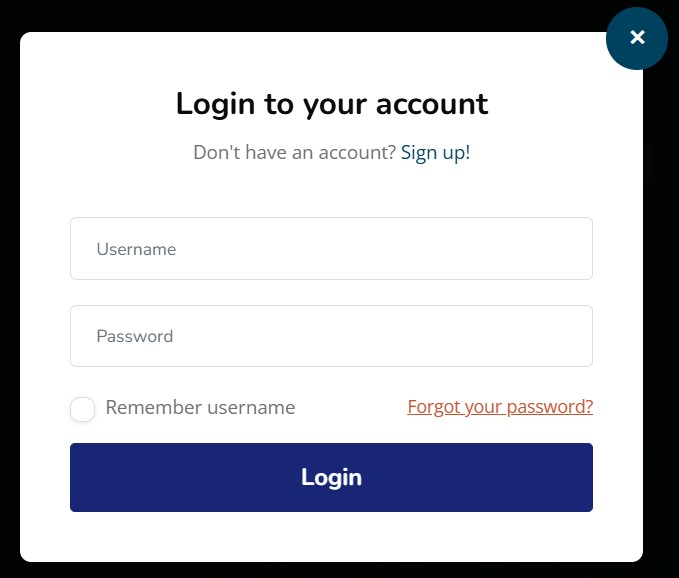 Login to your account
Don't have an account? Sign up!
Username
Password
Remember username Forgot your password?
Login